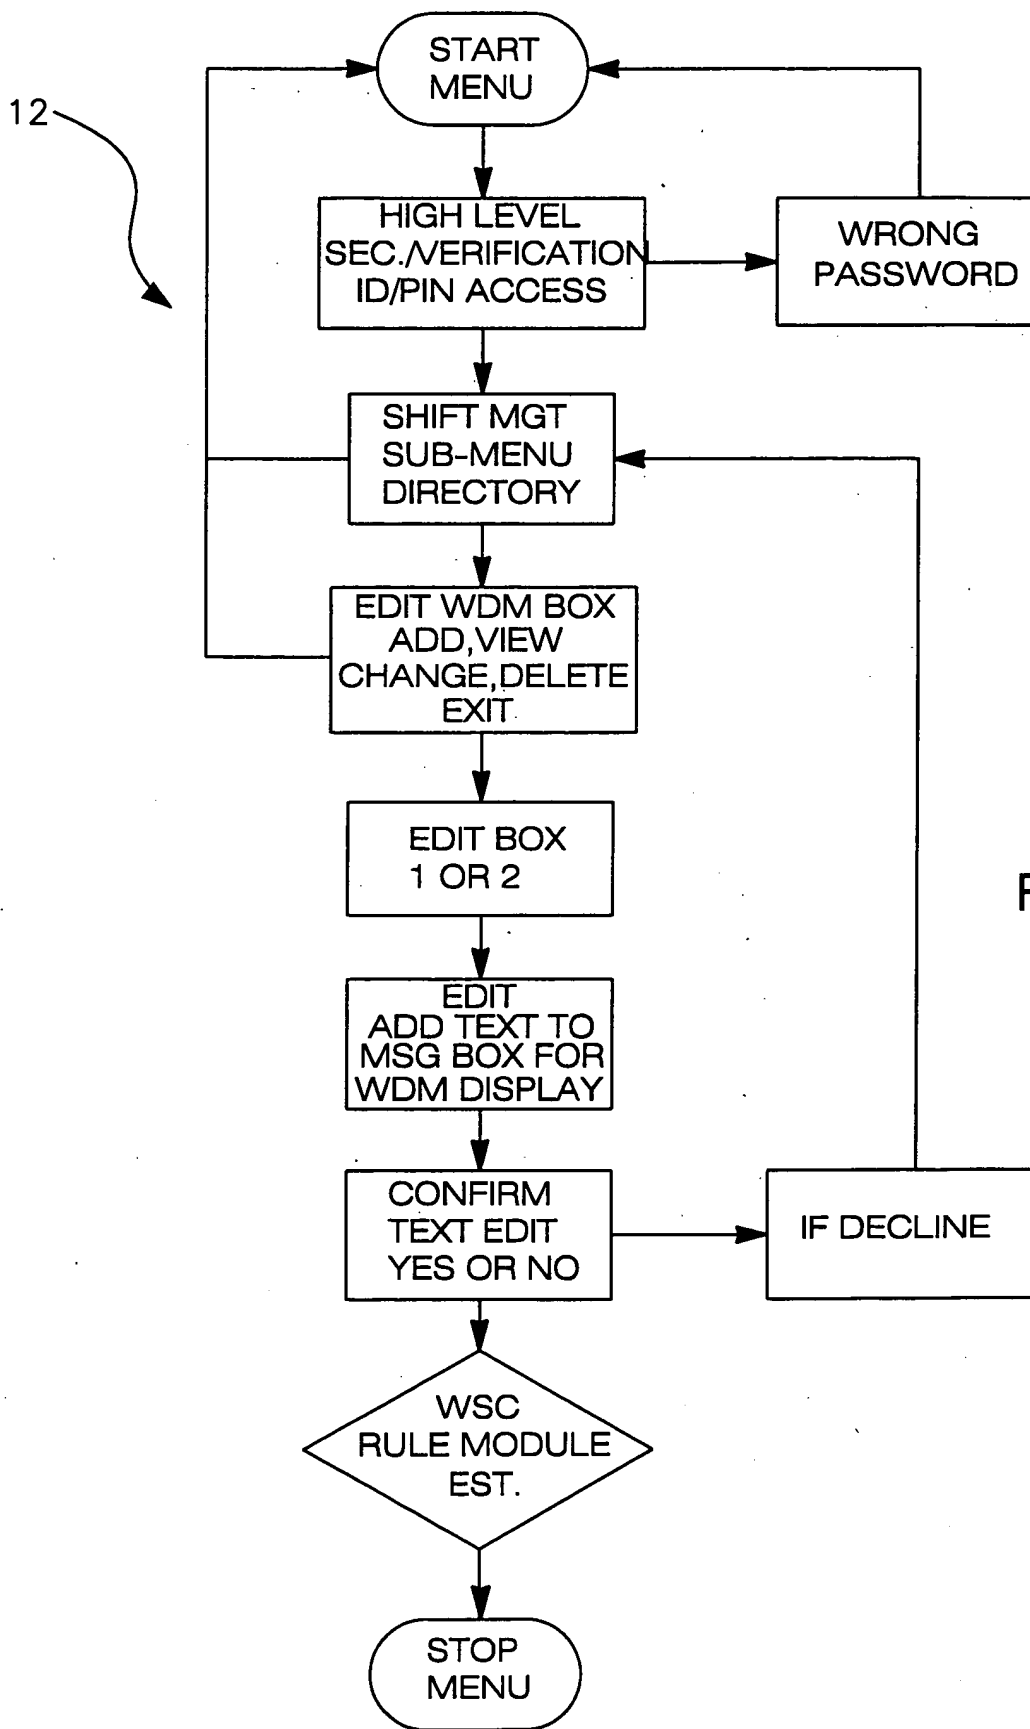 START
MENU
12
HIGH LEVEL
SEC./VERIFICATION
ID/PIN ACCESS
WRONG
PASSWORD
SHIFT MGT
SUB-MENU
DIRECTORY
EDIT WDM BOX
ADD,VIEW
CHANGE,DELETE
EXIT
EDIT BOX
1 OR 2
F
EDIT
ADD TEXT TO
MSG BOX FOR
WDM DISPLAY
CONFIRM
TEXT EDIT
YES OR NO
IF DECLINE
WSC
RULE MODULE
EST.
STOP
MENU